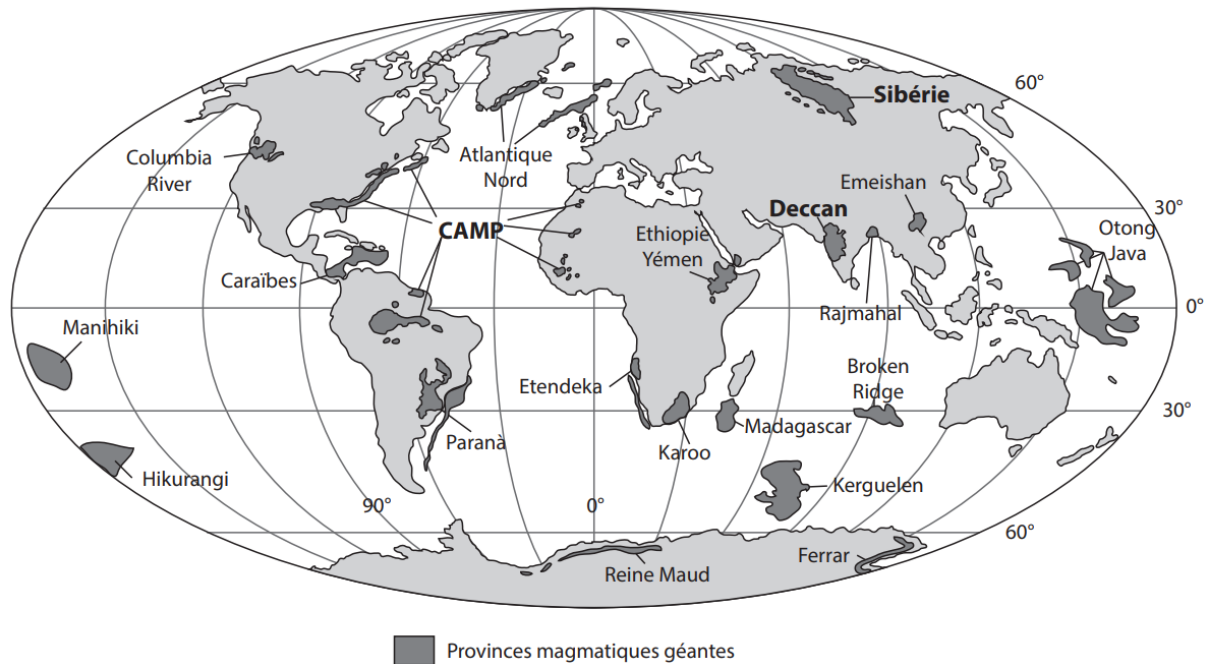 60°
Sibérie
Columbia
River
Atlantique
Nord
Emeishan
30°
Deccan
CAMP
Ethiopie
Yémen
Otong
Java
Caraïbes
Rajmahal
0°
Manihiki
Etendeka
Broken
Ridge
30°
Paranà
Karoo
Madagascar
Hikurangi
Kerguelen
90°
0°
60°
Ferrar
Reine Maud
Provinces magmatiques géantes